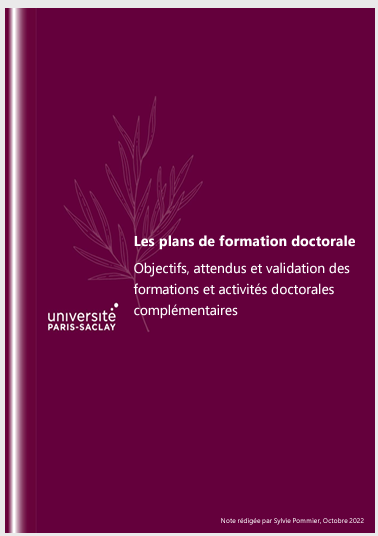 Les plans de formation doctorale
Objectifs, attendus et validation des
formations et activités doctorales
complémentaires
université
PARIS-SACLAY
Note rédigée par Sylvie Pommier, Octobre 2022